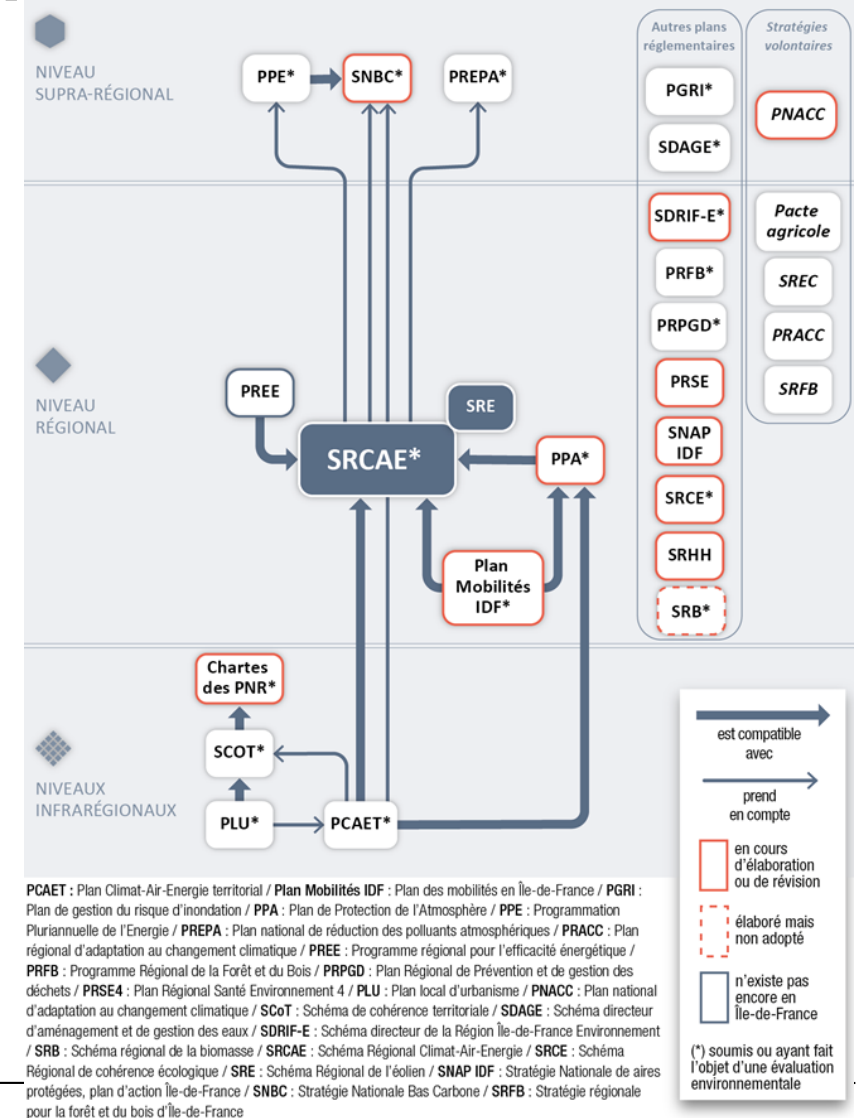 NIVEAU
SUPRA-RÉGIONAL
PPE*
SNBC*
PREPA*
Autres plans
réglementaires
PGRI*
SDAGE*
Stratégies
volontaires
PNACC
NIVEAU
RÉGIONAL
PREE
SRE
SRCAE*
PPA*
Plan
Mobilités
IDF*
SDRIF-E*
PRFB*
PRPGD*
PRSE
SNAP
IDF
SRCE*
SRHH
SRB*
Pacte
agricole
SREC
PRACC
SRFB
NIVEAUX
INFRARÉGIONAUX
Chartes
des PNR*
SCOT*
PLU*
PCAET*
est compatible
avec
prend
en compte
en cours
d'élaboration
ou de révision
élaboré mais
non adopté
n'existe pas
encore en
Île-de-France
(*) soumis ou ayant fait
l'objet d'une évaluation
environnementale
PCAET : Plan Climat-Air-Energie territorial / Plan Mobilités IDF : Plan des mobilités en Île-de-France / PGRI :
Plan de gestion du risque d'inondation / PPA : Plan de Protection de l'Atmosphère / PPE : Programmation
Pluriannuelle de l'Energie / PREPA : Plan national de réduction des polluants atmosphériques / PRACC : Plan
régional d'adaptation au changement climatique / PREE : Programme régional pour l'efficacité énergétique /
PRFB : Programme Régional de la Forêt et du Bois / PRPGD : Plan Régional de Prévention et de gestion des
déchets / PRSE4 : Plan Régional Santé Environnement 4 / PLU : Plan local d'urbanisme / PNACC : Plan national
d'adaptation au changement climatique / SCoT : Schéma de cohérence territoriale / SDAGE : Schéma directeur
d'aménagement et de gestion des eaux / SDRIF-E : Schéma directeur de la Région Île-de-France Environnement
/ SRB : Schéma régional de la biomasse / SRCAE : Schéma Régional Climat-Air-Energie / SRCE : Schéma
Régional de cohérence écologique / SRE : Schéma Régional de l'éolien / SNAP IDF : Stratégie Nationale de aires
protégées, plan d'action Île-de-France / SNBC : Stratégie Nationale Bas Carbone / SRFB : Stratégie régionale
pour la forêt et du bois d'Île-de-France